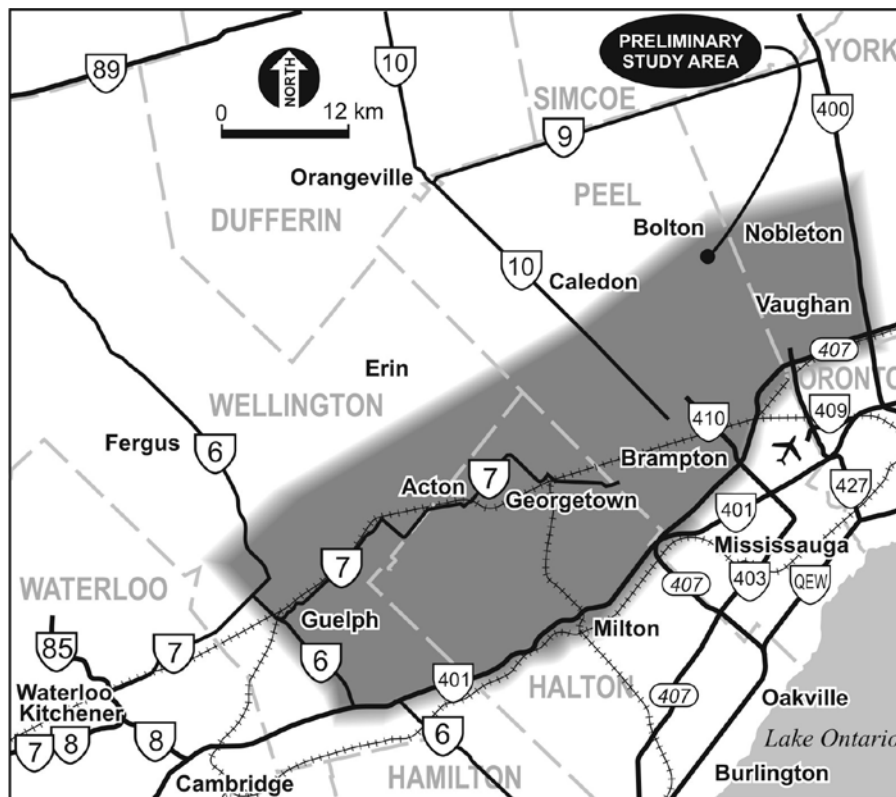 PRELIMINARY
STUDY AREA
YORK
89
10
NORTH
0 12 km
SIMCOE
400
9
Orangeville
PEEL
DUFFERIN
Bolton
Nobleton
10
Caledon
Vaughan
407
Erin
ORONTO
WELLINGTON
410
409
Fergus
6
Brampton
Acton
7
Georgetown
427
401
Mississauga
7
407
403
QEW
WATERLOO
Guelph
Milton
85
7
6
401
HALTON
Waterloo
Kitchener
407
Oakville
7
8
8
6
Lake Ontario
Cambridge
HAMILTON
Burlington